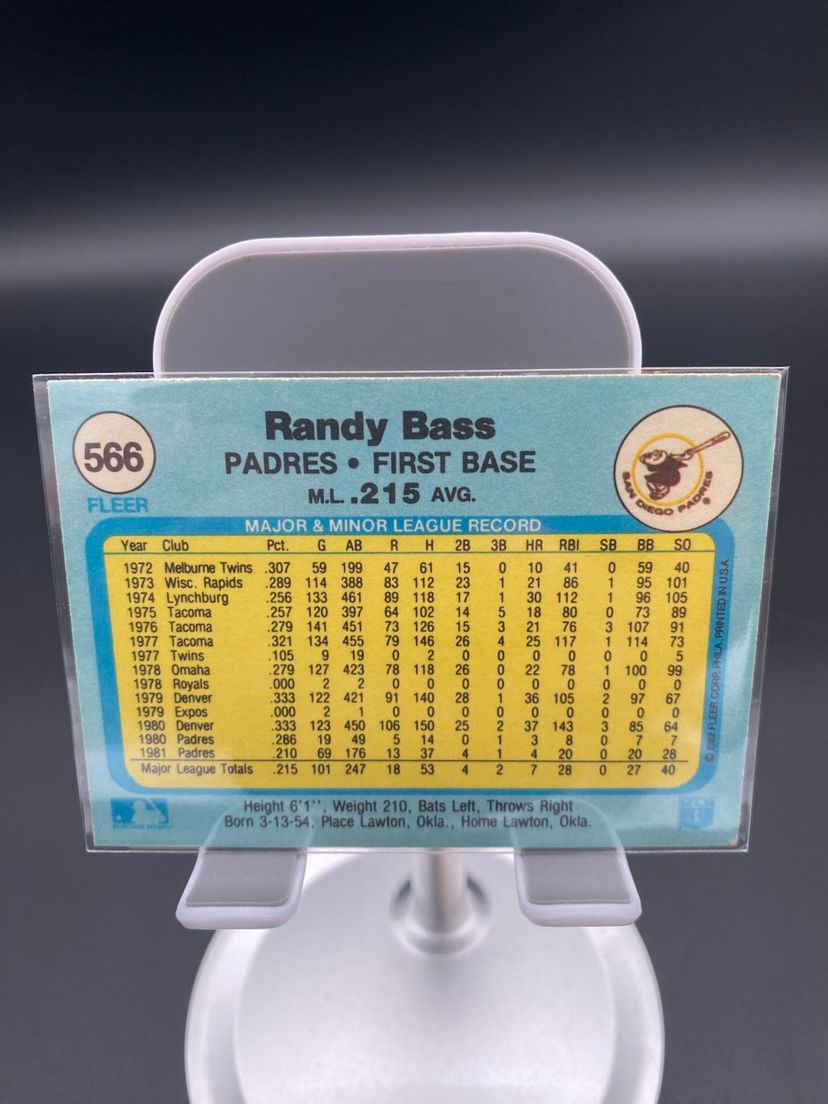 566
FLEER
Randy Bass
PADRES • FIRST BASE
M.L. .215 AVG.
SAN DIEGO PADRES
MAJOR & MINOR LEAGUE RECORD
Year Club Pct. G AB R H 2B 3B HR RBI SB BB SO
1972 Melburne Twins .307 59 199 47 61 15 0 10 41 0 59 40
1973 Wisc. Rapids .289 114 388 83 112 23 1 21 86 1 95 101
1974 Lynchburg .256 133 461 89 118 17 1 30 112 1 96 105
1975 Tacoma .257 120 397 64 102 14 5 18 80 0 73 89
1976 Tacoma .279 141 451 73 126 15 3 21 76 3 107 91
1977 Tacoma .321 134 455 79 146 26 4 25 117 1 114 73
1977 Twins .105 9 19 0 2 0 0 0 0 0 0 5
1978 Omaha .279 127 423 78 118 26 0 22 78 1 100 99
1978 Royals .000 2 2 0 0 0 0 0 0 0 0 0
1979 Denver .333 122 421 91 140 28 1 36 105 2 97 67
1979 Expos .000 2 1 0 0 0 0 0 0 0 0 0
1980 Denver .333 123 450 106 150 25 2 37 143 3 85 64
1980 Padres .286 19 49 5 14 0 1 3 8 0 7 7
1981 Padres .210 69 176 13 37 4 1 4 20 0 20 28
Major League Totals .215 101 247 18 53 4 2 7 28 0 27 40
© 1982 FLEER CORP. PHILA. PRINTED IN U.S.A.
Height 6'1'', Weight 210, Bats Left, Throws Right
Born 3-13-54, Place Lawton, Okla., Home Lawton, Okla.